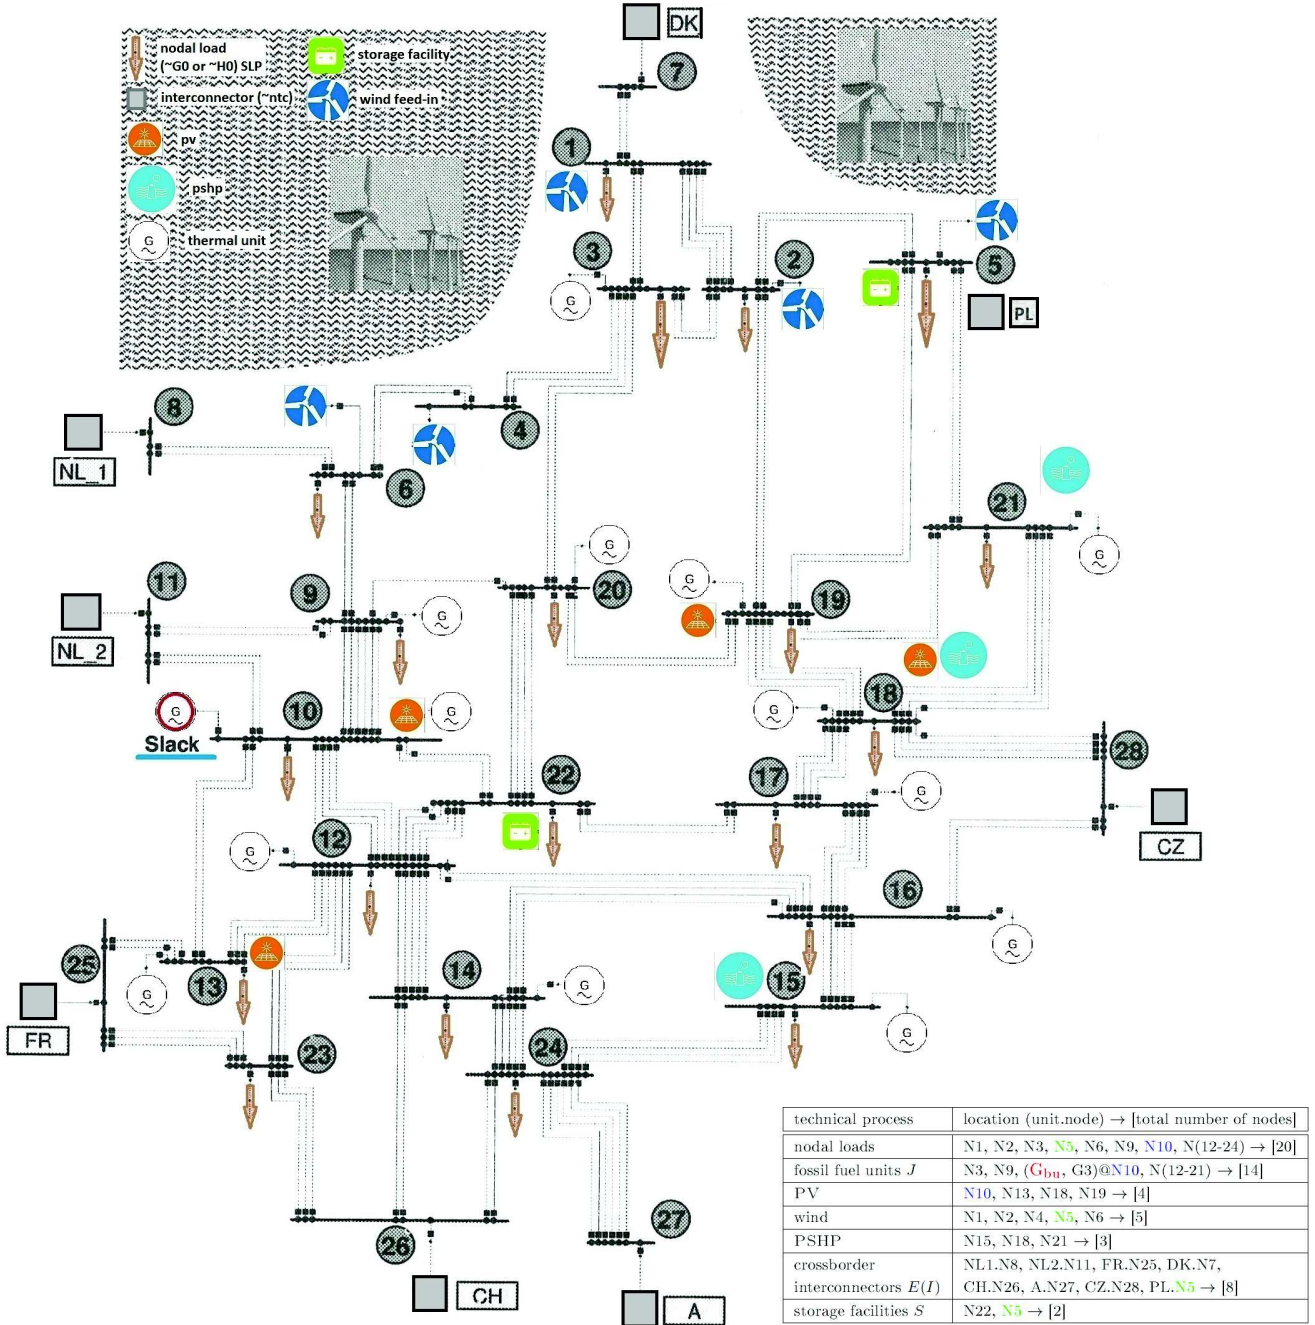 DK
nodal load
(~G0 or ~H0) SLP
storage facility
interconnector (~ntc)
wind feed-in
pv
pshp
G
~
thermal unit
7
1
3
2
5
G
~
PL
8
4
NL_1
6
21
G
~
G
~
20
11
9
G
~
G
~
19
NL_2
18
G
~
Slack
10
G
~
G
~
28
22
17
G
~
12
G
~
CZ
16
G
~
25
13
G
~
14
G
~
15
G
~
FR
23
24
27
26
CH
A
technical process location (unit.node) → [total number of nodes]
nodal loads N1, N2, N3, N5, N6, N9, N10, N(12-24) → [20]
fossil fuel units J N3, N9, (Gbu, G3)@N10, N(12-21) → [14]
PV N10, N13, N18, N19 → [4]
wind N1, N2, N4, N5, N6 → [5]
PSHP N15, N18, N21 → [3]
crossborder NL1.N8, NL2.N11, FR.N25, DK.N7,
interconnectors E(I) CH.N26, A.N27, CZ.N28, PL.N5 → [8]
storage facilities S N22, N5 → [2]